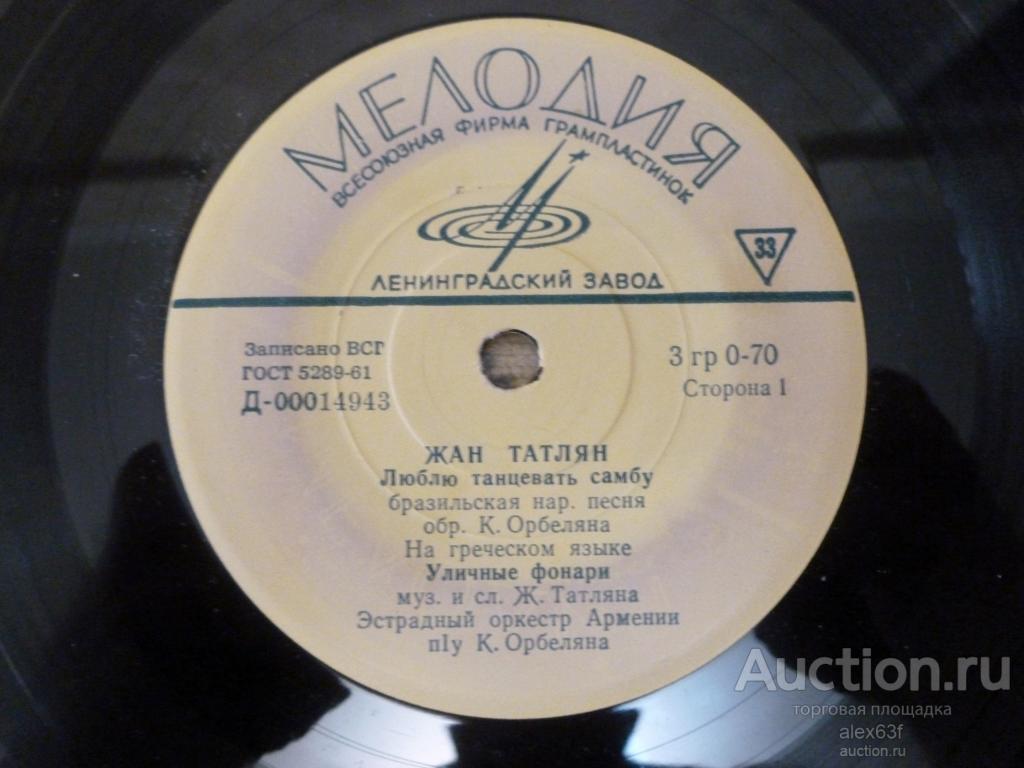 МЕЛОДИЯ
ВСЕСОЮЗНАЯ ФИРМА ГРАМПЛАСТИНОК
33
ЛЕНИНГРАДСКИЙ ЗАВОД
Записано ВСГ
ГОСТ 5289-61
Д-00014943
3 гр 0-70
Сторона 1
ЖАН ТАТЛЯН
Люблю танцевать самбу
бразильская нар. песня
обр. К. Орбеляна
На греческом языке
Уличные фонари
муз. и сл. Ж. Татляна
Эстрадный оркестр Армении
п/у К. Орбеляна
Auction.ru
торговая площадка
alex63f
auction.ru